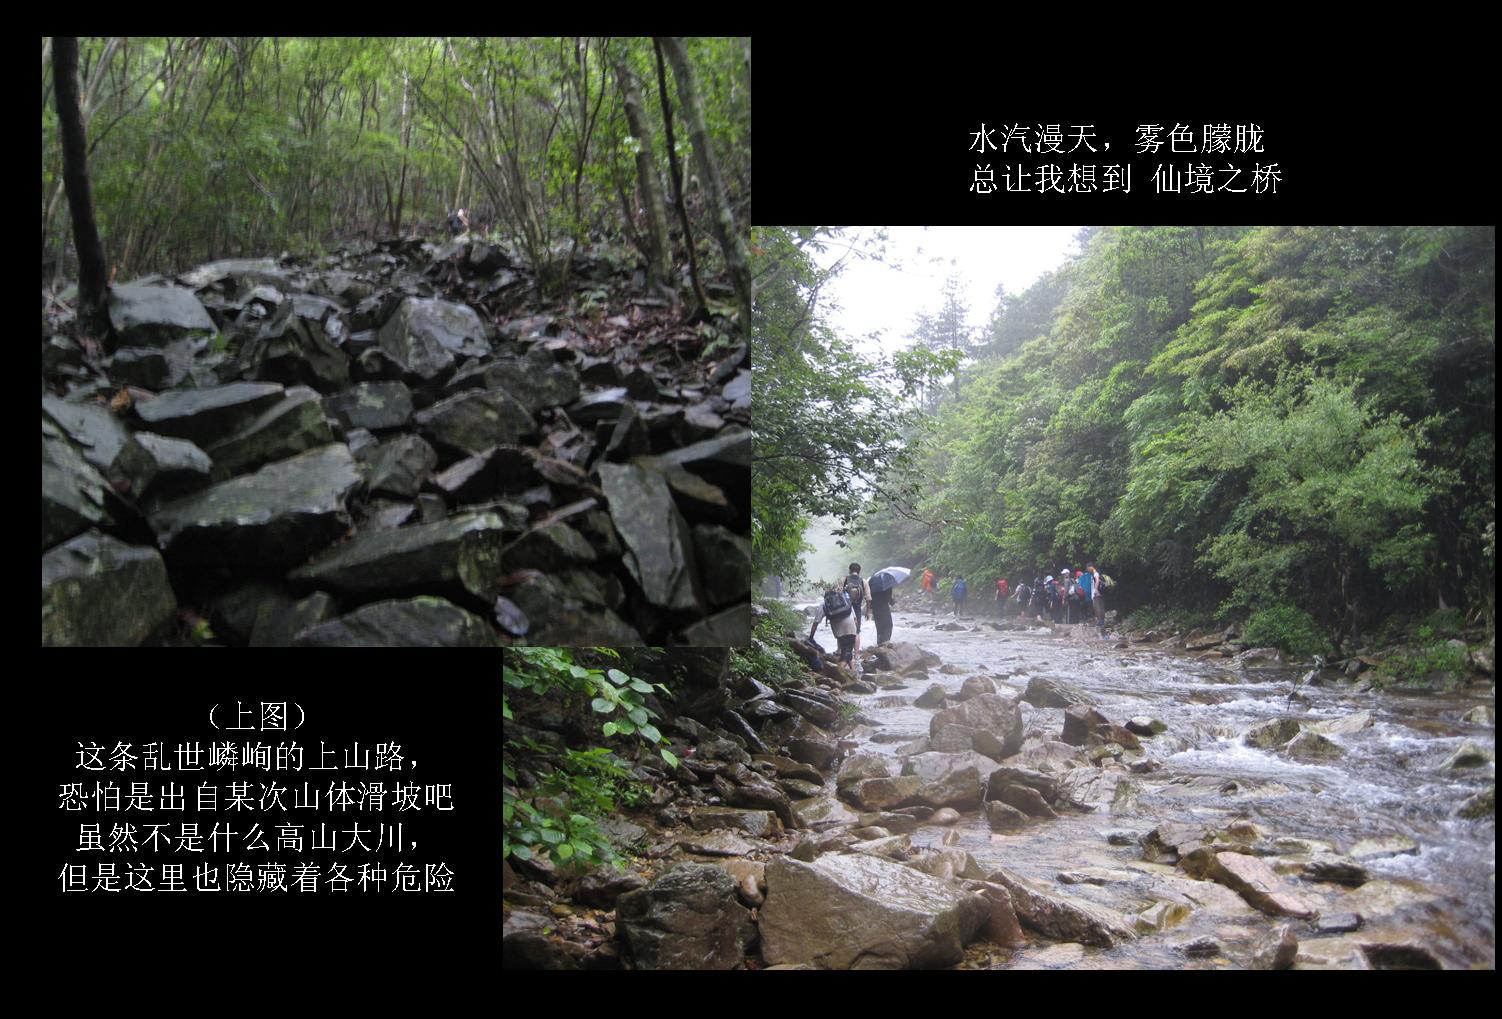 水汽漫天，雾色朦胧
总让我想到 仙境之桥
（上图）
这条乱世嶙峋的上山路，
恐怕是出自某次山体滑坡吧
虽然不是什么高山大川，
但是这里也隐藏着各种危险